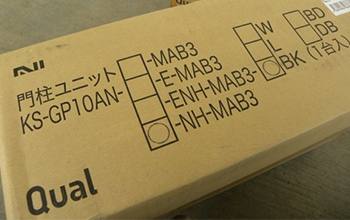 門柱ユニット
KS-GP10AN-
-MAB3
-E-MAB3
-ENH-MAB3-
-NH-MAB3
W
L
BK
BD
DB
(1台入)
Qual